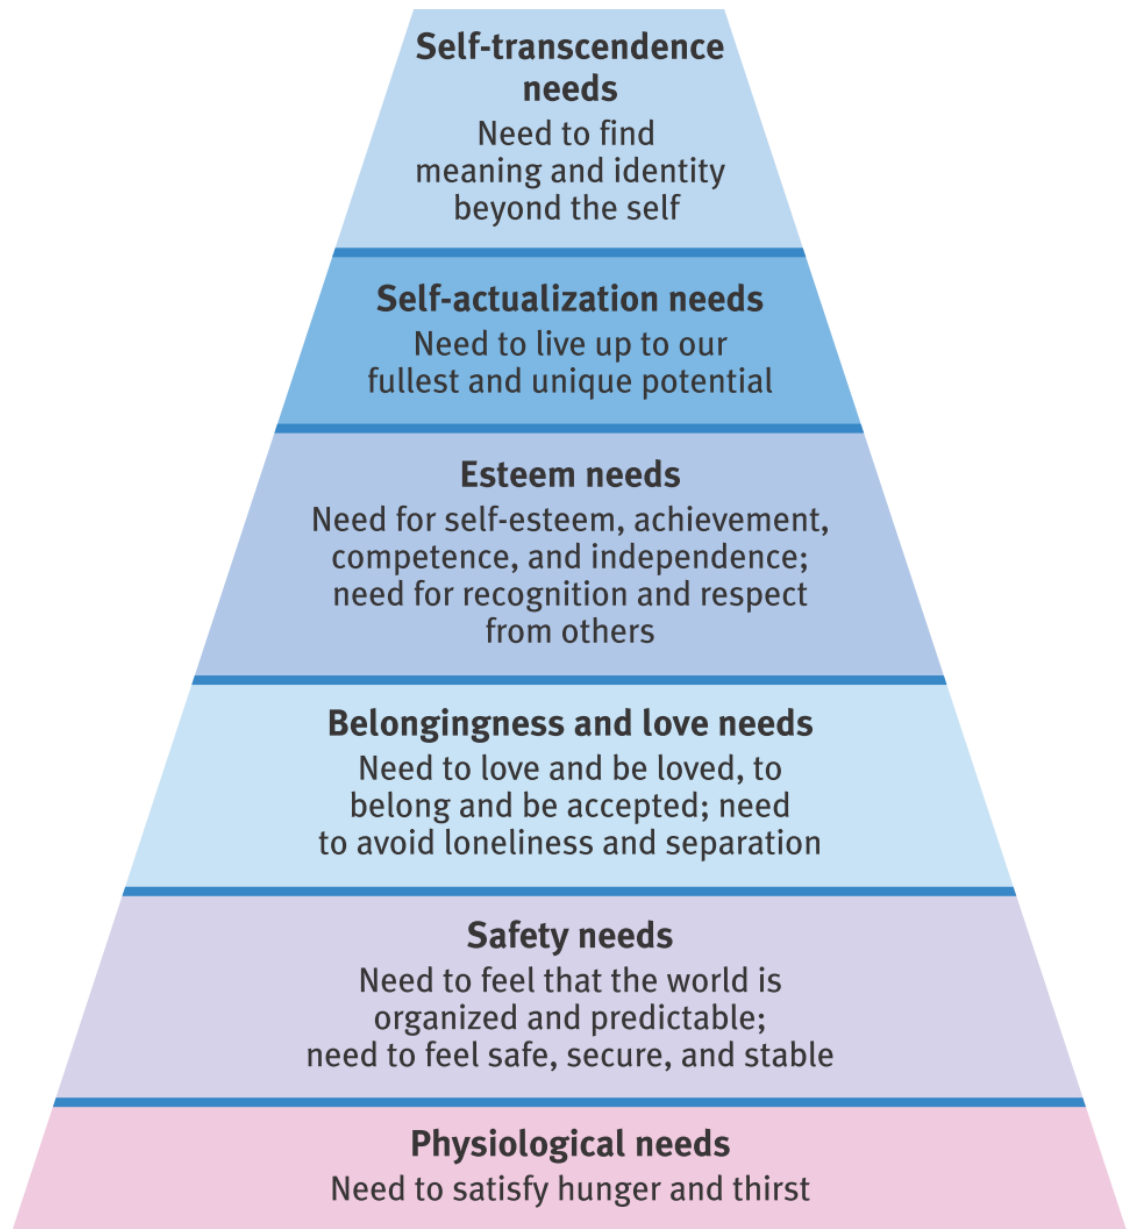 Self-transcendence
needs
Need to find
meaning and identity
beyond the self
Self-actualization needs
Need to live up to our
fullest and unique potential
Esteem needs
Need for self-esteem, achievement,
competence, and independence;
need for recognition and respect
from others
Belongingness and love needs
Need to love and be loved, to
belong and be accepted; need
to avoid loneliness and separation
Safety needs
Need to feel that the world is
organized and predictable;
need to feel safe, secure, and stable
Physiological needs
Need to satisfy hunger and thirst